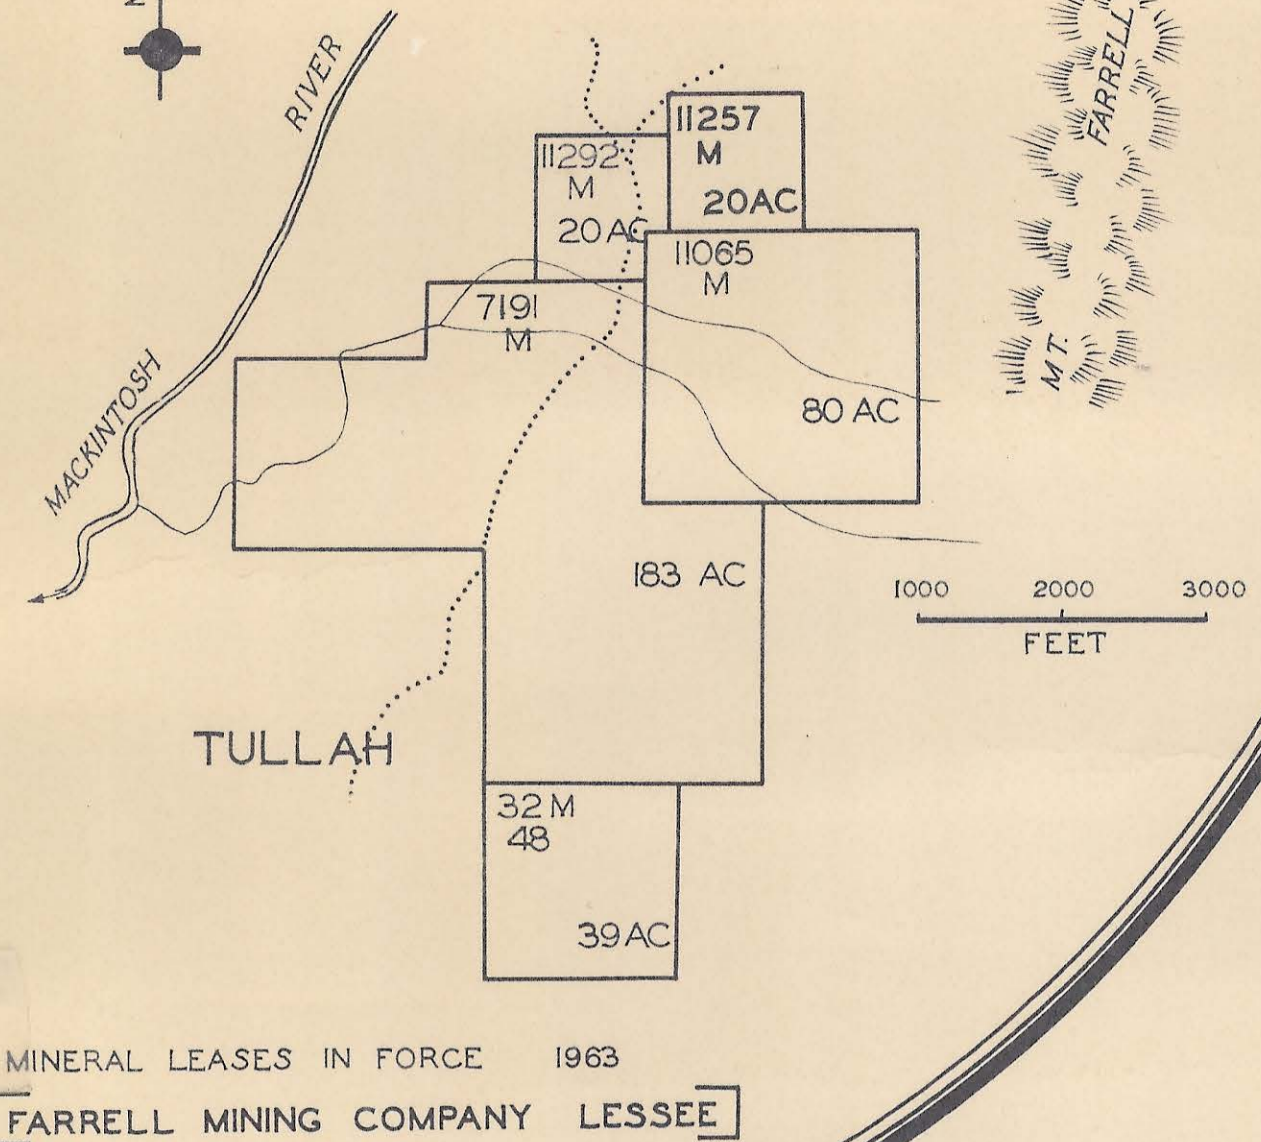 N
RIVER
MACKINTOSH
FARRELL
MT.
11257
M
20AC
11292
M
20AC
11065
M
80 AC
7191
M
183 AC
1000 2000 3000
FEET
TULLAH
32M
48
39AC
MINERAL LEASES IN FORCE 1963
FARRELL MINING COMPANY LESSEE